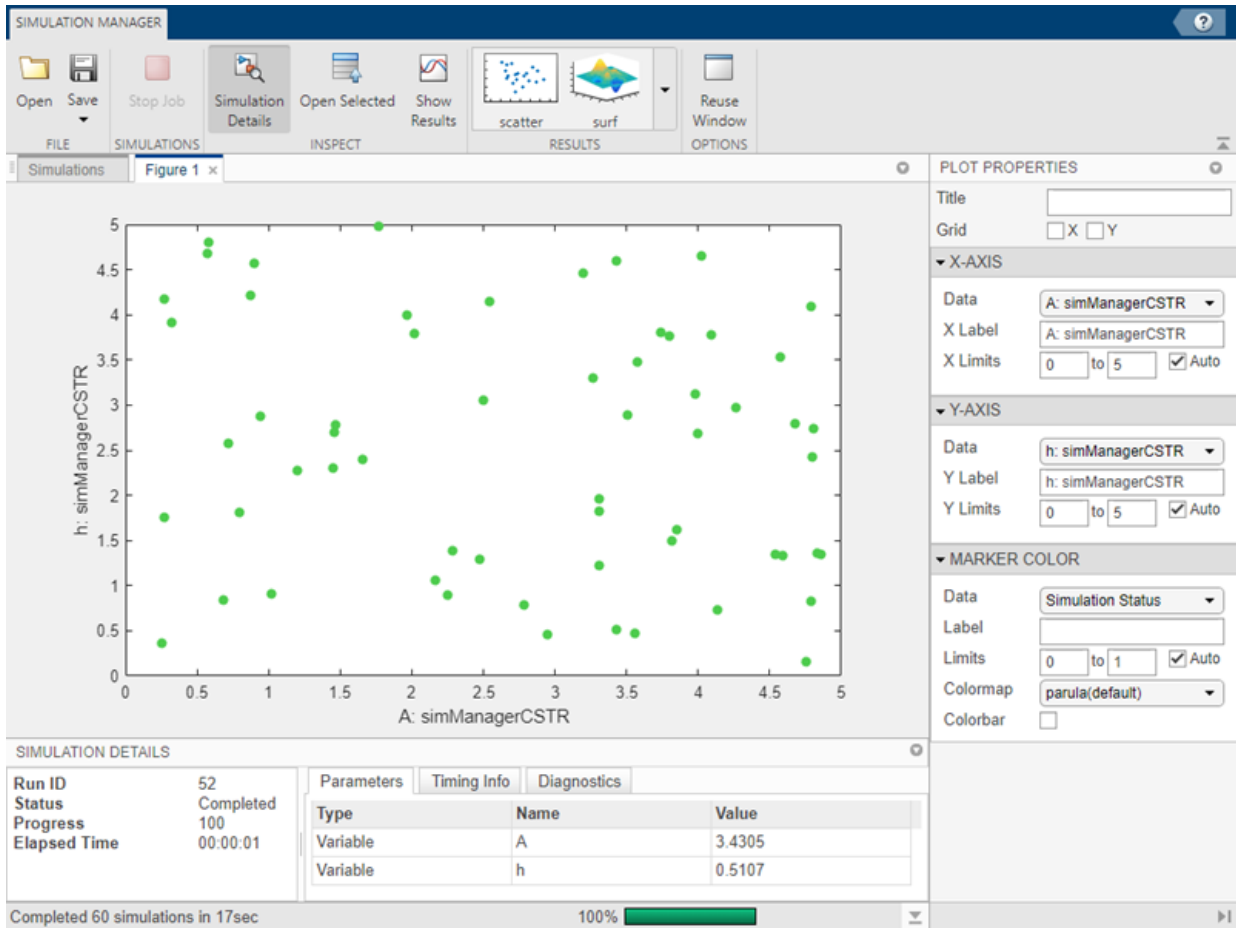 SIMULATION MANAGER
?
Open Save Stop Job Simulation Details Open Selected Show Results scatter surf Reuse Window
FILE SIMULATIONS INSPECT RESULTS OPTIONS
Simulations Figure 1 ×
h: simManagerCSTR
5
4.5
4
3.5
3
2.5
2
1.5
1
0.5
0
0 0.5 1 1.5 2 2.5 3 3.5 4 4.5 5
A: simManagerCSTR
PLOT PROPERTIES
Title
Grid X Y
X-AXIS
Data A: simManagerCSTR
X Label A: simManagerCSTR
X Limits 0 to 5 Auto
Y-AXIS
Data h: simManagerCSTR
Y Label h: simManagerCSTR
Y Limits 0 to 5 Auto
MARKER COLOR
Data Simulation Status
Label
Limits 0 to 1 Auto
Colormap parula(default)
Colorbar
SIMULATION DETAILS
Run ID 52
Status Completed
Progress 100
Elapsed Time 00:00:01
Parameters Timing Info Diagnostics
Type Name Value
Variable A 3.4305
Variable h 0.5107
Completed 60 simulations in 17sec 100%